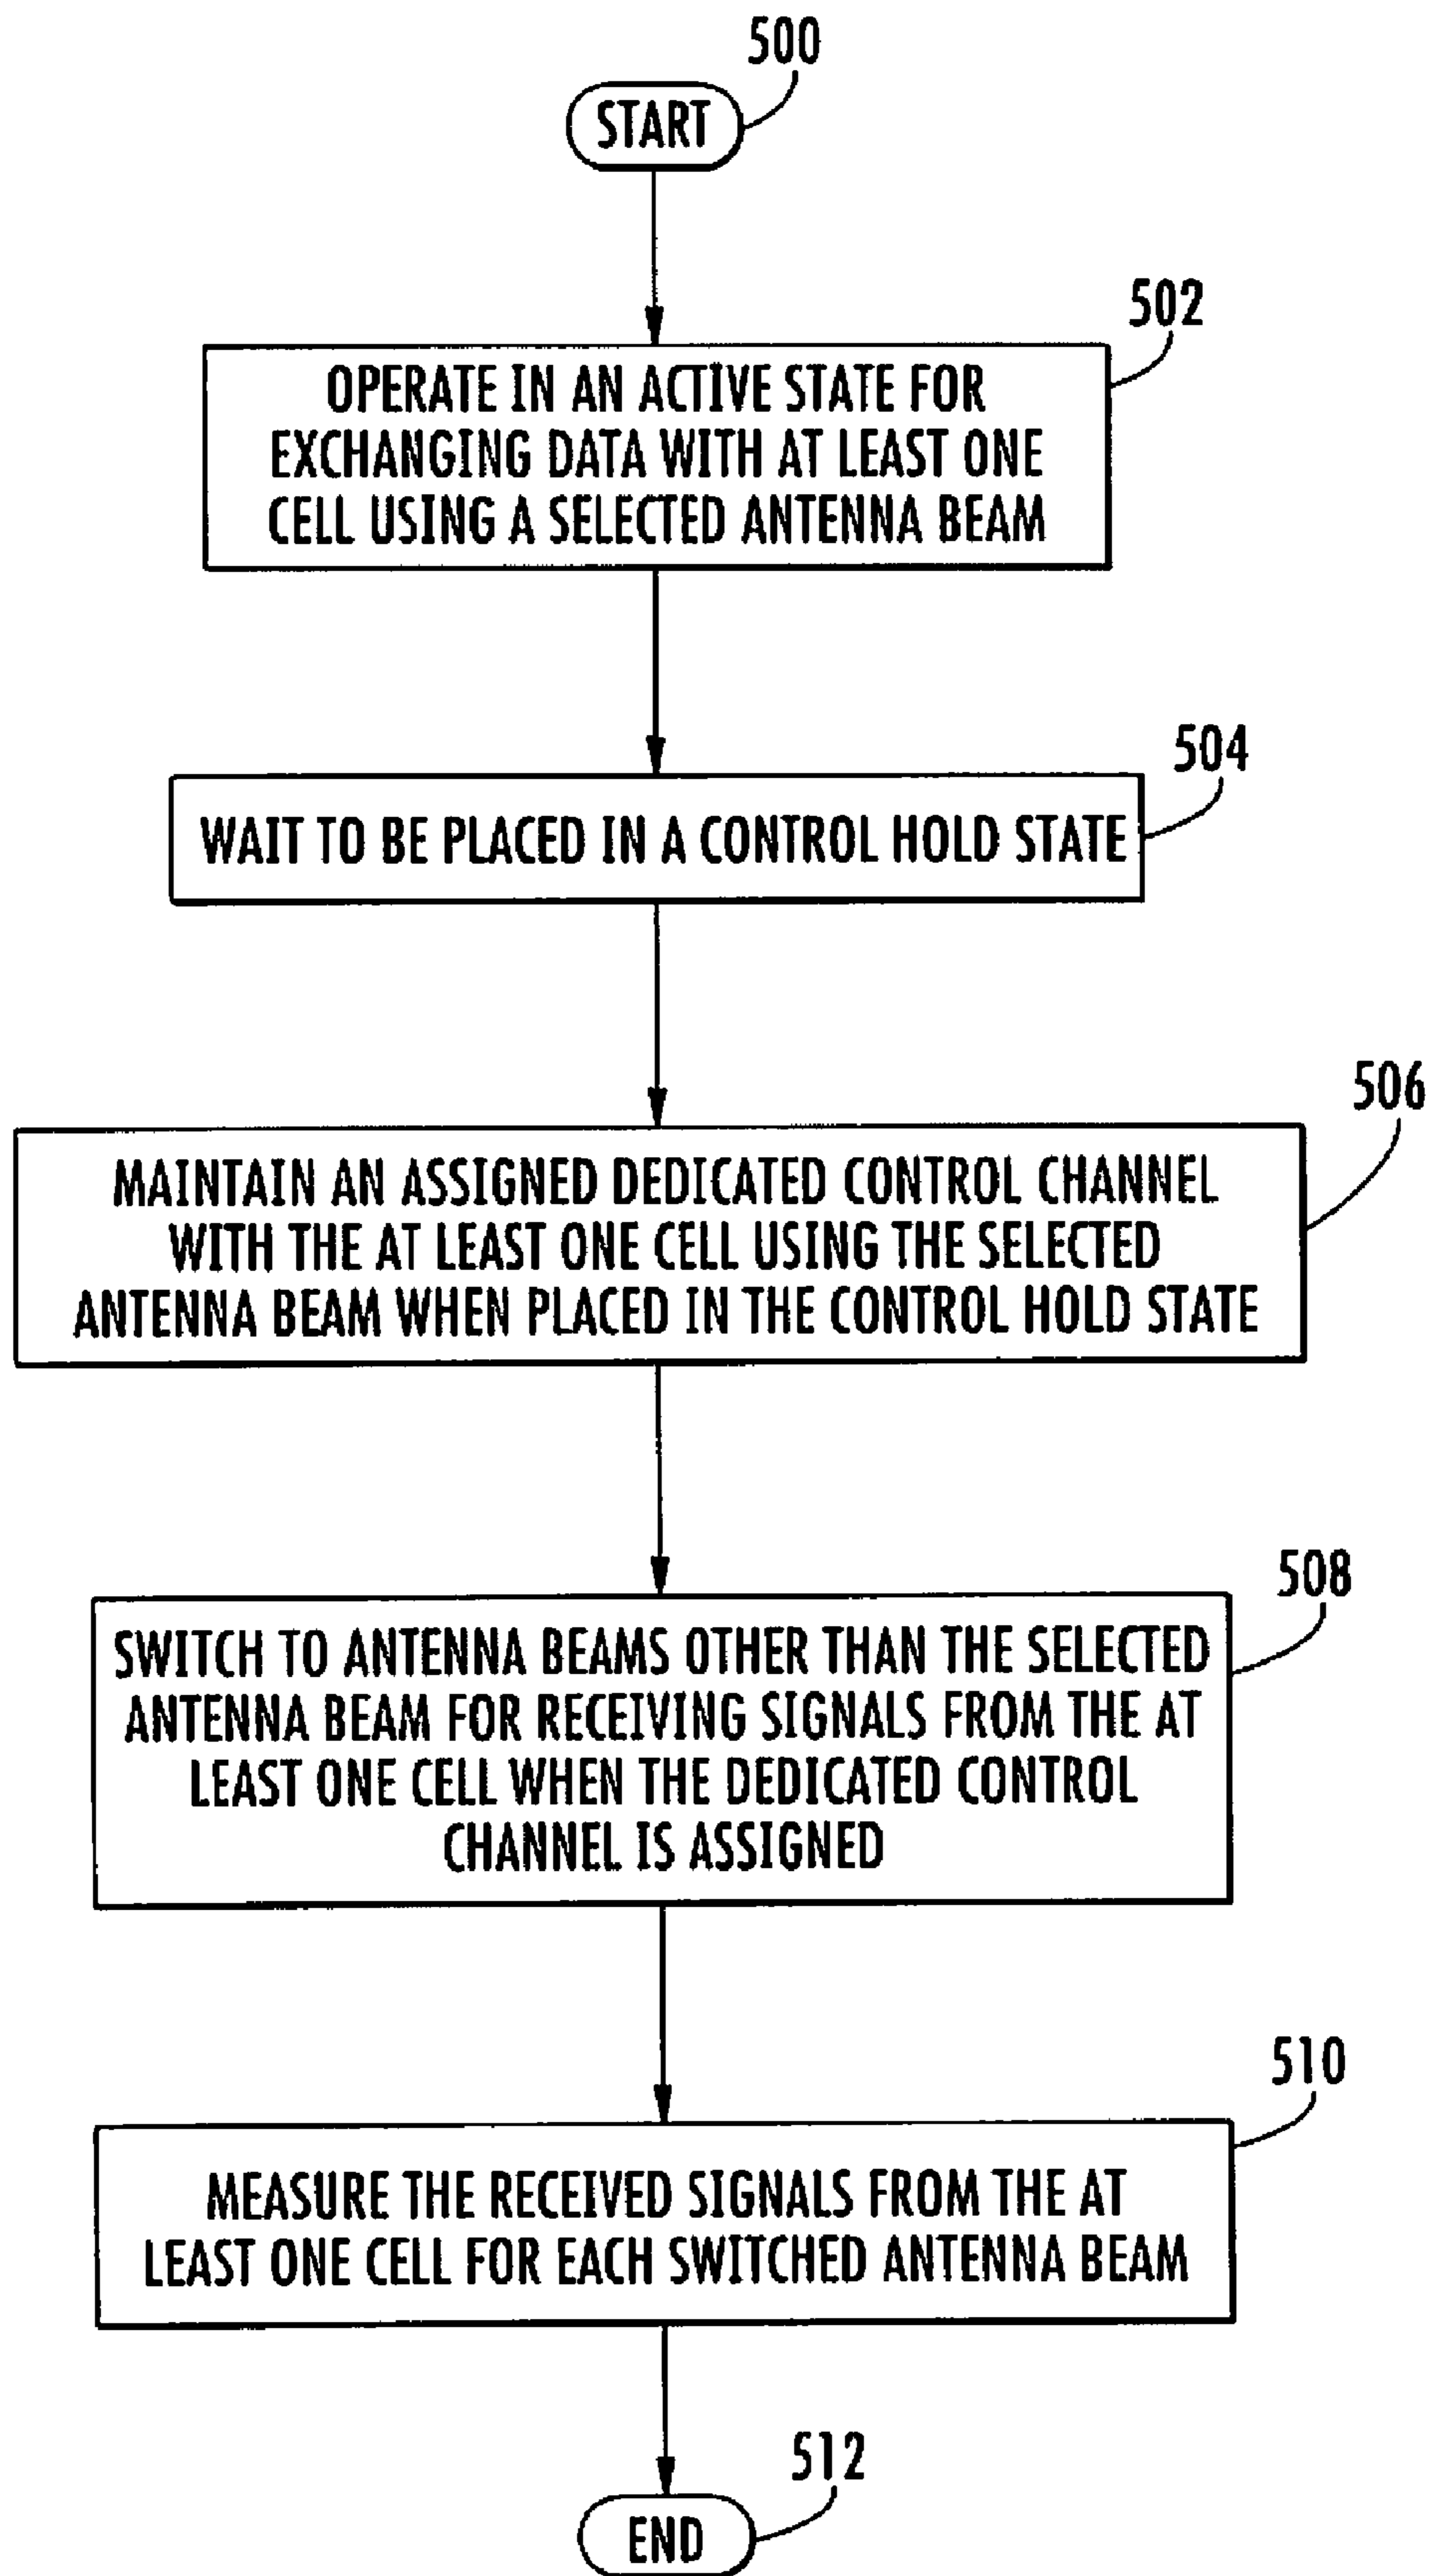 500
START
502
OPERATE IN AN ACTIVE STATE FOR
EXCHANGING DATA WITH AT LEAST ONE
CELL USING A SELECTED ANTENNA BEAM
504
WAIT TO BE PLACED IN A CONTROL HOLD STATE
506
MAINTAIN AN ASSIGNED DEDICATED CONTROL CHANNEL
WITH THE AT LEAST ONE CELL USING THE SELECTED
ANTENNA BEAM WHEN PLACED IN THE CONTROL HOLD STATE
508
SWITCH TO ANTENNA BEAMS OTHER THAN THE SELECTED
ANTENNA BEAM FOR RECEIVING SIGNALS FROM THE AT
LEAST ONE CELL WHEN THE DEDICATED CONTROL
CHANNEL IS ASSIGNED
510
MEASURE THE RECEIVED SIGNALS FROM THE AT
LEAST ONE CELL FOR EACH SWITCHED ANTENNA BEAM
512
END